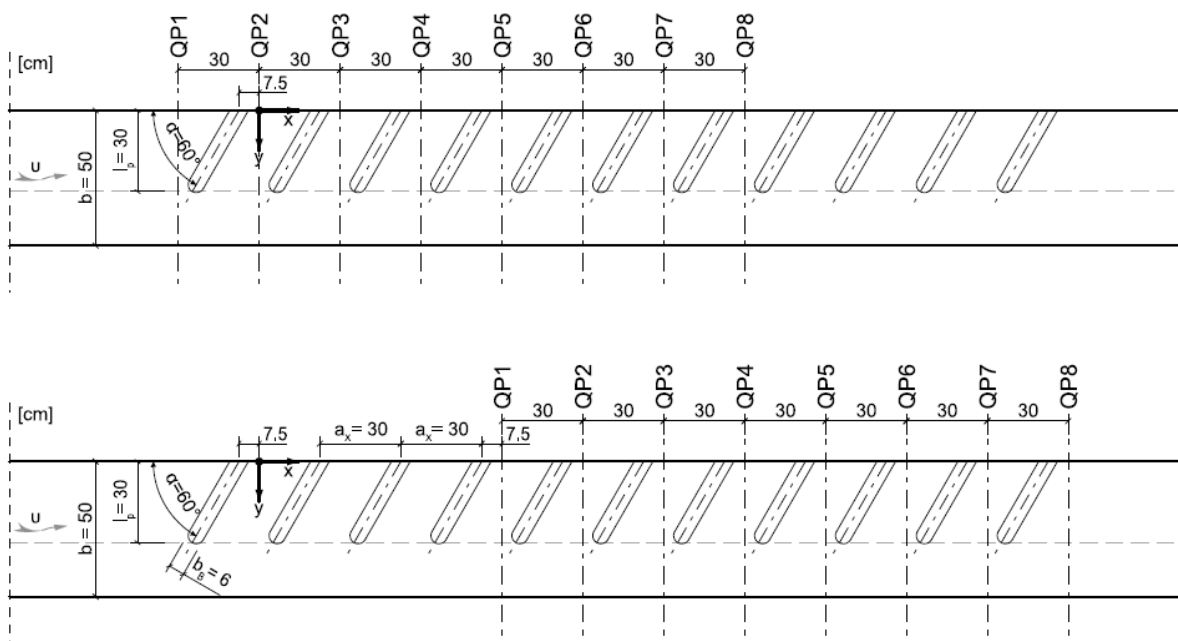 QP1 QP2 QP3 QP4 QP5 QP6 QP7 QP8
[cm] 30 30 30 30 30 30 30
7.5
x
α=60°
y
l_p = 30
b = 50
u
QP1 QP2 QP3 QP4 QP5 QP6 QP7 QP8
[cm] 30 30 30 30 30 30 30
7,5 a_x = 30 a_x = 30 7,5
x
α=60°
y
l_p = 30
b = 50
u
b_B = 6